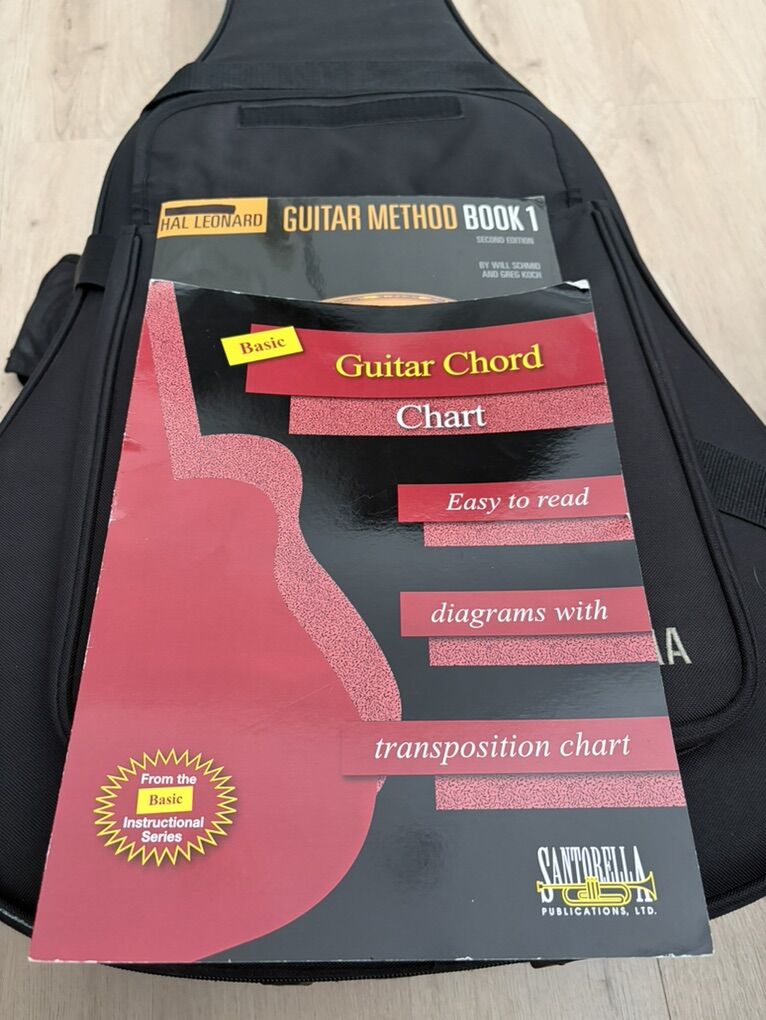 HAL LEONARD
GUITAR METHOD BOOK 1
SECOND EDITION
BY WILL SCHMID
AND GREG KOCH
Basic
Guitar Chord
Chart
Easy to read
diagrams with
transposition chart
From the
Basic
Instructional
Series
SANTORELLA
PUBLICATIONS, LTD.